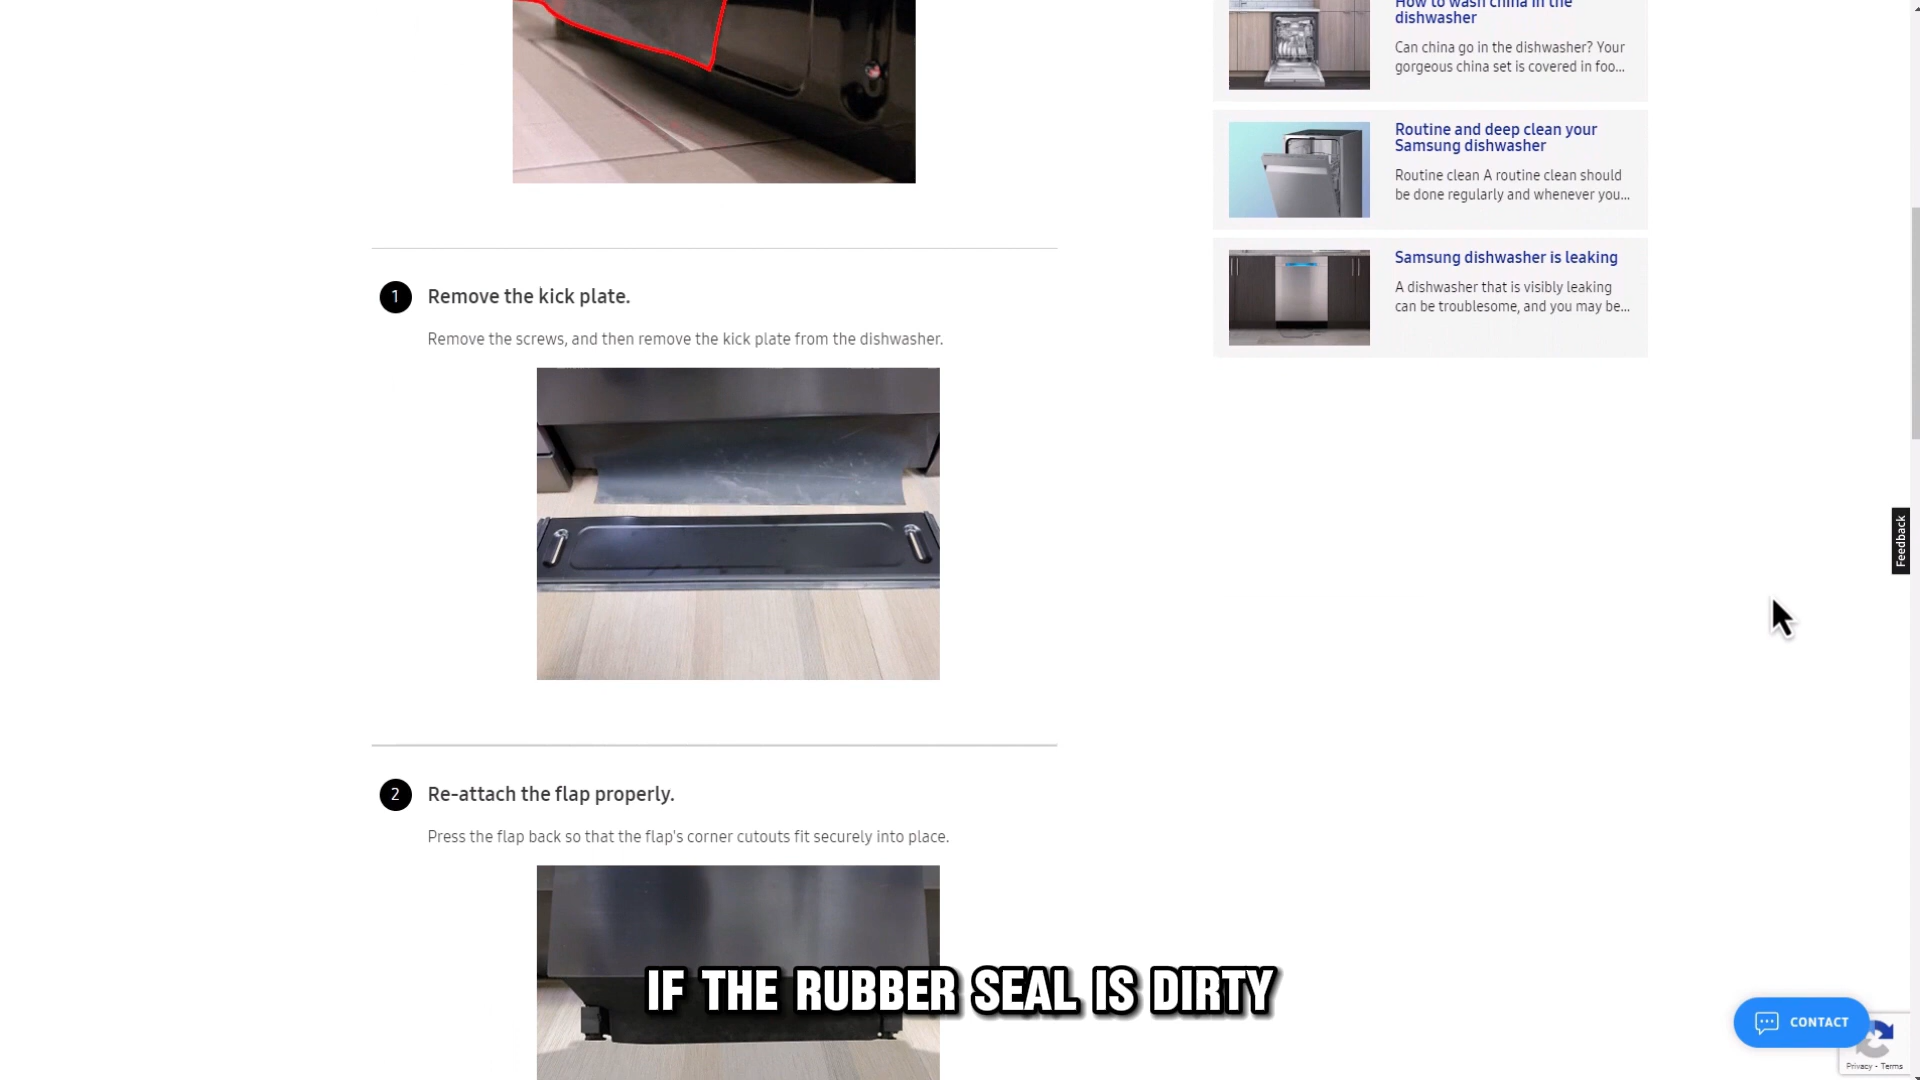 How to wash china in the
dishwasher
Can china go in the dishwasher? Your
gorgeous china set is covered in foo...
Routine and deep clean your
Samsung dishwasher
Routine clean A routine clean should
be done regularly and whenever you...
Samsung dishwasher is leaking
A dishwasher that is visibly leaking
can be troublesome, and you may be...
1
Remove the kick plate.
Remove the screws, and then remove the kick plate from the dishwasher.
Feedback
2
Re-attach the flap properly.
Press the flap back so that the flap's corner cutouts fit securely into place.
IF THE RUBBER SEAL IS DIRTY
CONTACT
Privacy - Terms